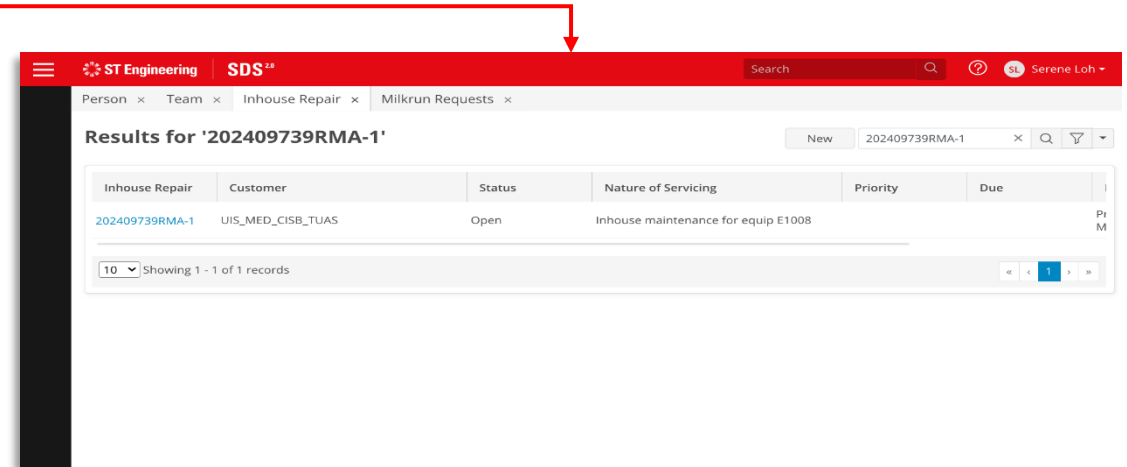 ST Engineering SDS 2.0 Search SL Serene Loh
Person × Team × Inhouse Repair × Milkrun Requests ×
Results for '202409739RMA-1' New 202409739RMA-1 ×
Inhouse Repair Customer Status Nature of Servicing Priority Due
202409739RMA-1 UIS_MED_CISB_TUAS Open Inhouse maintenance for equip E1008
10 Showing 1 - 1 of 1 records « ‹ 1 › »